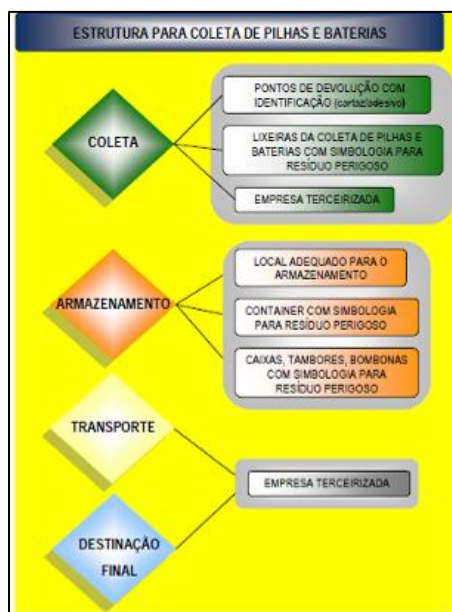 ESTRUTURA PARA COLETA DE PILHAS E BATERIAS
COLETA
PONTOS DE DEVOLUÇÃO COM
IDENTIFICAÇÃO (cartaz/adesivo)
LIXEIRAS DA COLETA DE PILHAS E
BATERIAS COM SIMBOLOGIA PARA
RESÍDUO PERIGOSO
EMPRESA TERCEIRIZADA
ARMAZENAMENTO
LOCAL ADEQUADO PARA O
ARMAZENAMENTO
CONTAINER COM SIMBOLOGIA
PARA RESÍDUO PERIGOSO
CAIXAS, TAMBORES, BOMBONAS
COM SIMBOLOGIA PARA
RESÍDUO PERIGOSO
TRANSPORTE
EMPRESA TERCEIRIZADA
DESTINAÇÃO
FINAL